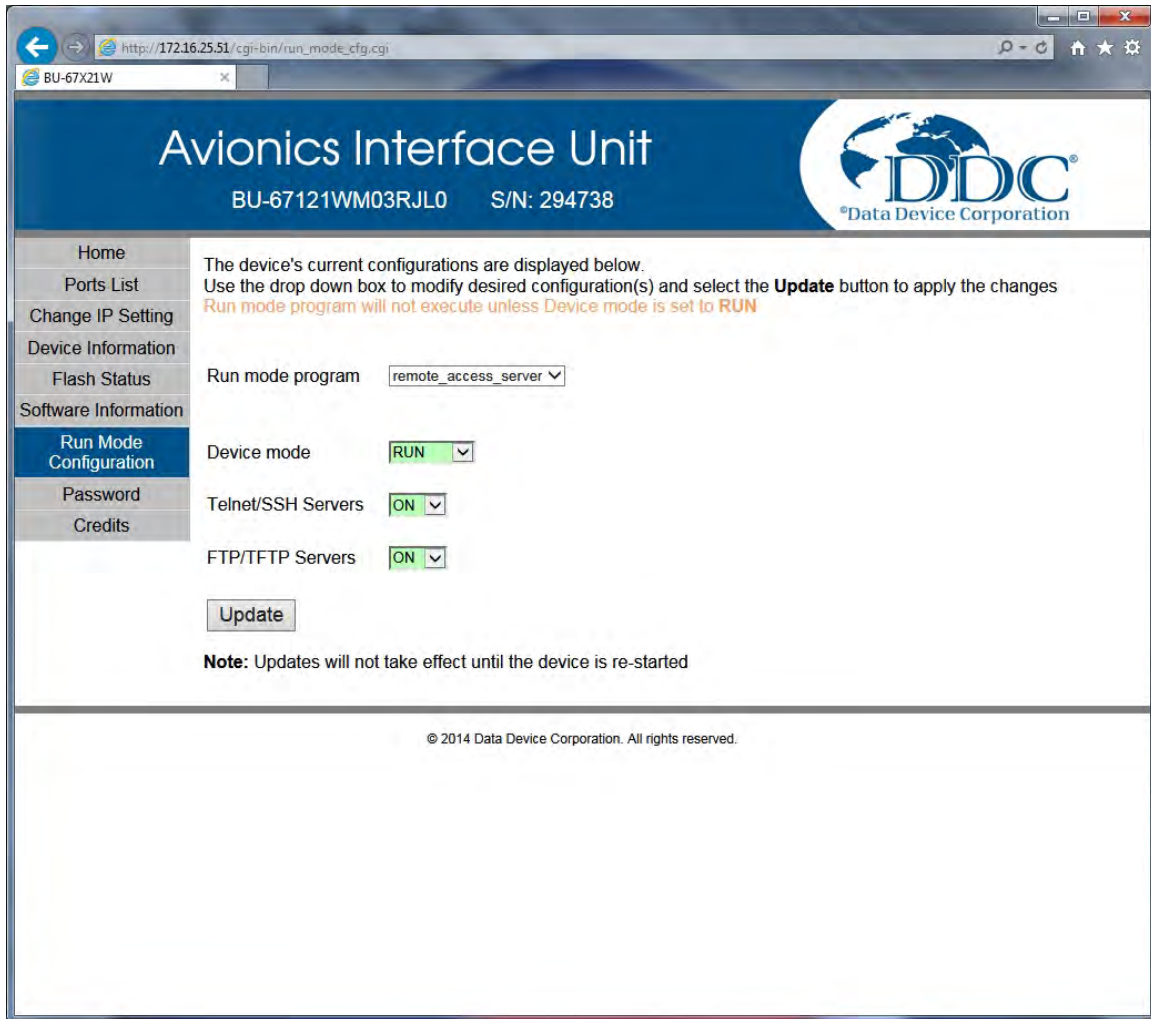 http://172.16.25.51/cgi-bin/run_mode_cfg.cgi
BU-67X21W
Avionics Interface Unit
BU-67121WM03RJL0 S/N: 294738
DDC®
®Data Device Corporation
Home
Ports List
Change IP Setting
Device Information
Flash Status
Software Information
Run Mode
Configuration
Password
Credits
The device's current configurations are displayed below.
Use the drop down box to modify desired configuration(s) and select the Update button to apply the changes
Run mode program will not execute unless Device mode is set to RUN
Run mode program remote_access_server
Device mode RUN
Telnet/SSH Servers ON
FTP/TFTP Servers ON
Update
Note: Updates will not take effect until the device is re-started
© 2014 Data Device Corporation. All rights reserved.